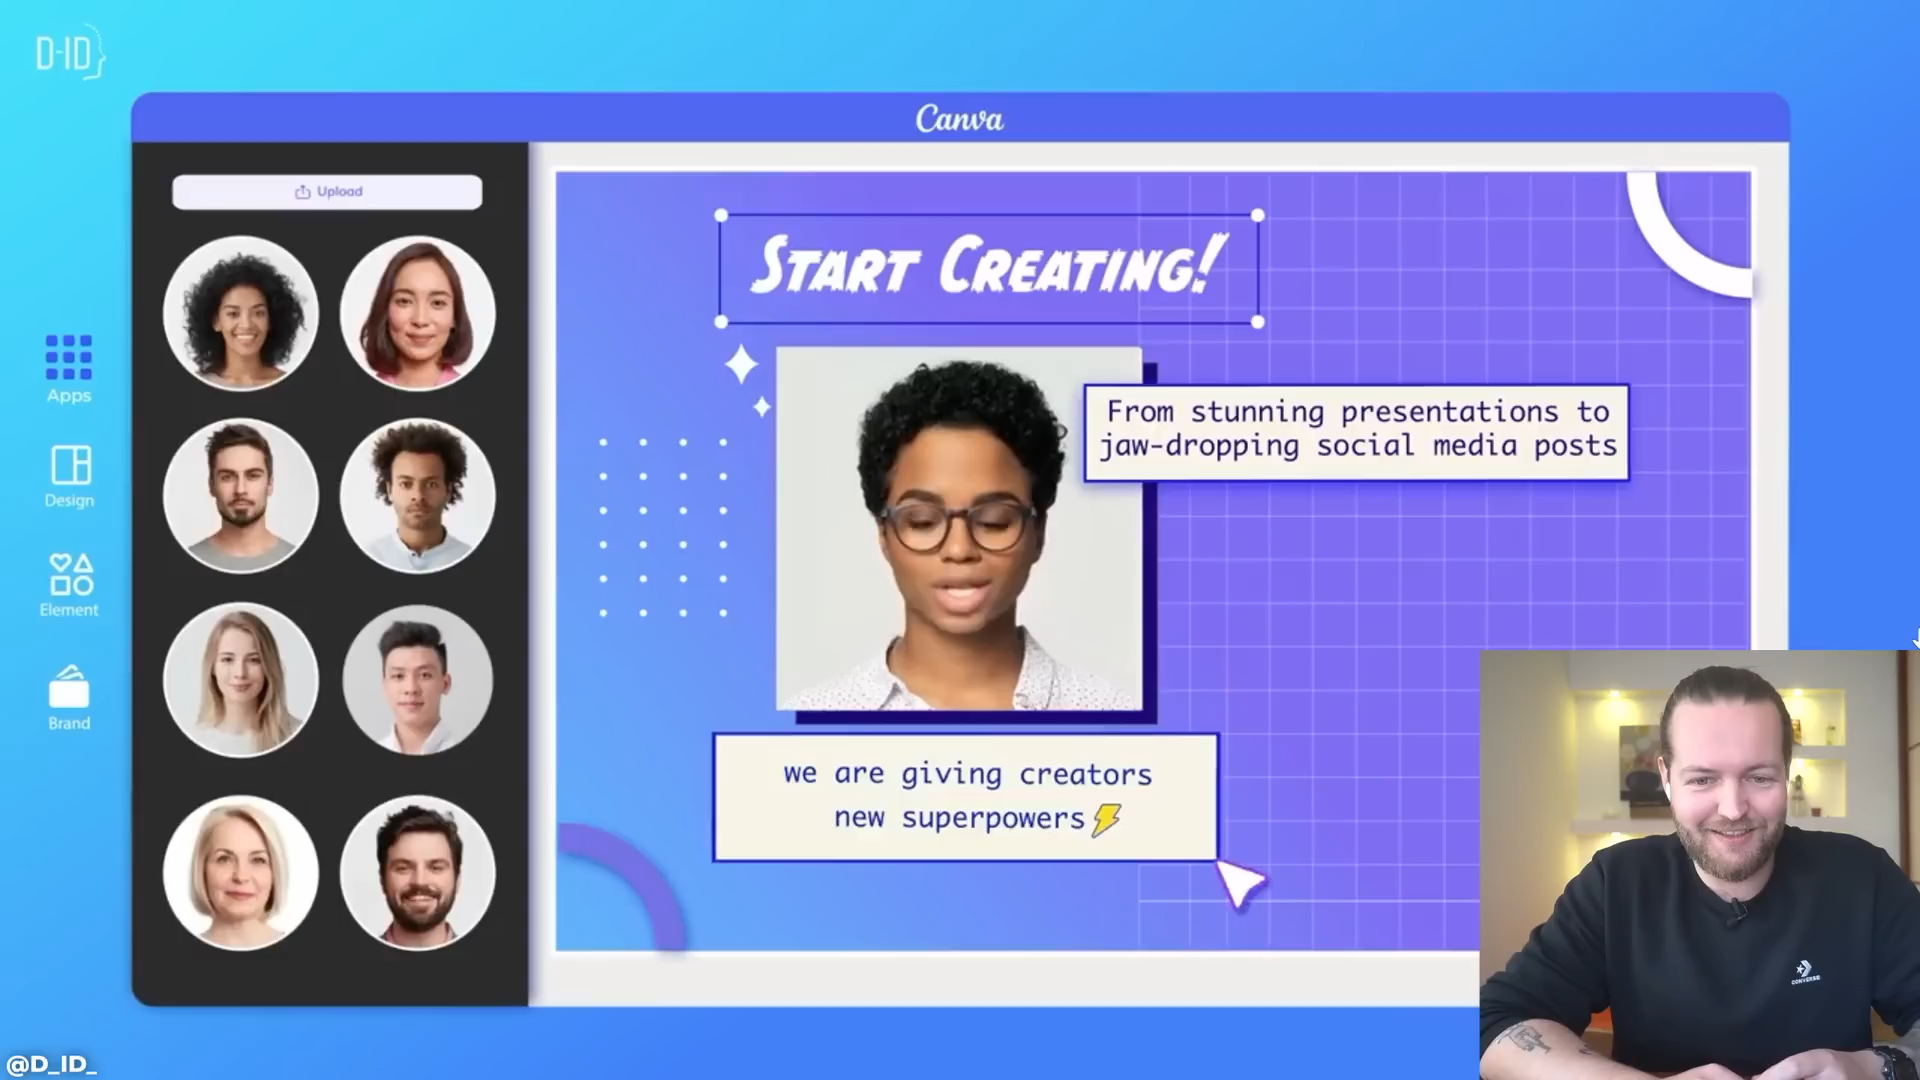 D-ID
Canva
Upload
START CREATING!
From stunning presentations to
jaw-dropping social media posts
Apps
Design
Element
Brand
we are giving creators
new superpowers⚡
CONVERSE
@D_ID_